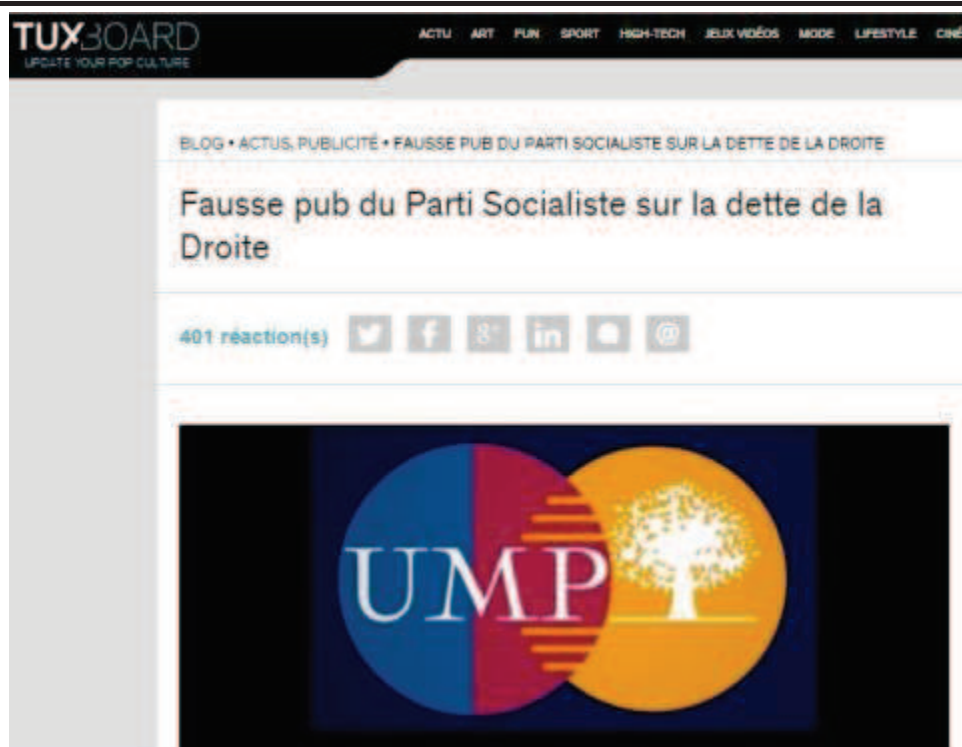 TUXBOARD
UPDATE YOUR POP CULTURE
ACTU ART FUN SPORT HIGH-TECH JEUX VIDÉOS MODE LIFESTYLE CINÉ
BLOG • ACTUS, PUBLICITÉ • FAUSSE PUB DU PARTI SOCIALISTE SUR LA DETTE DE LA DROITE
Fausse pub du Parti Socialiste sur la dette de la
Droite
401 réaction(s)
UMP